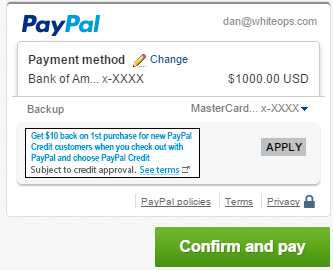 PayPal
dan@whiteops.com
Payment method Change
Bank of Am... x-XXXX $1000.00 USD
Backup MasterCard... x-XXXX
Get $10 back on 1st purchase for new PayPal
Credit customers when you check out with
PayPal and choose PayPal Credit
Subject to credit approval. See terms
APPLY
PayPal policies Terms Privacy
Confirm and pay